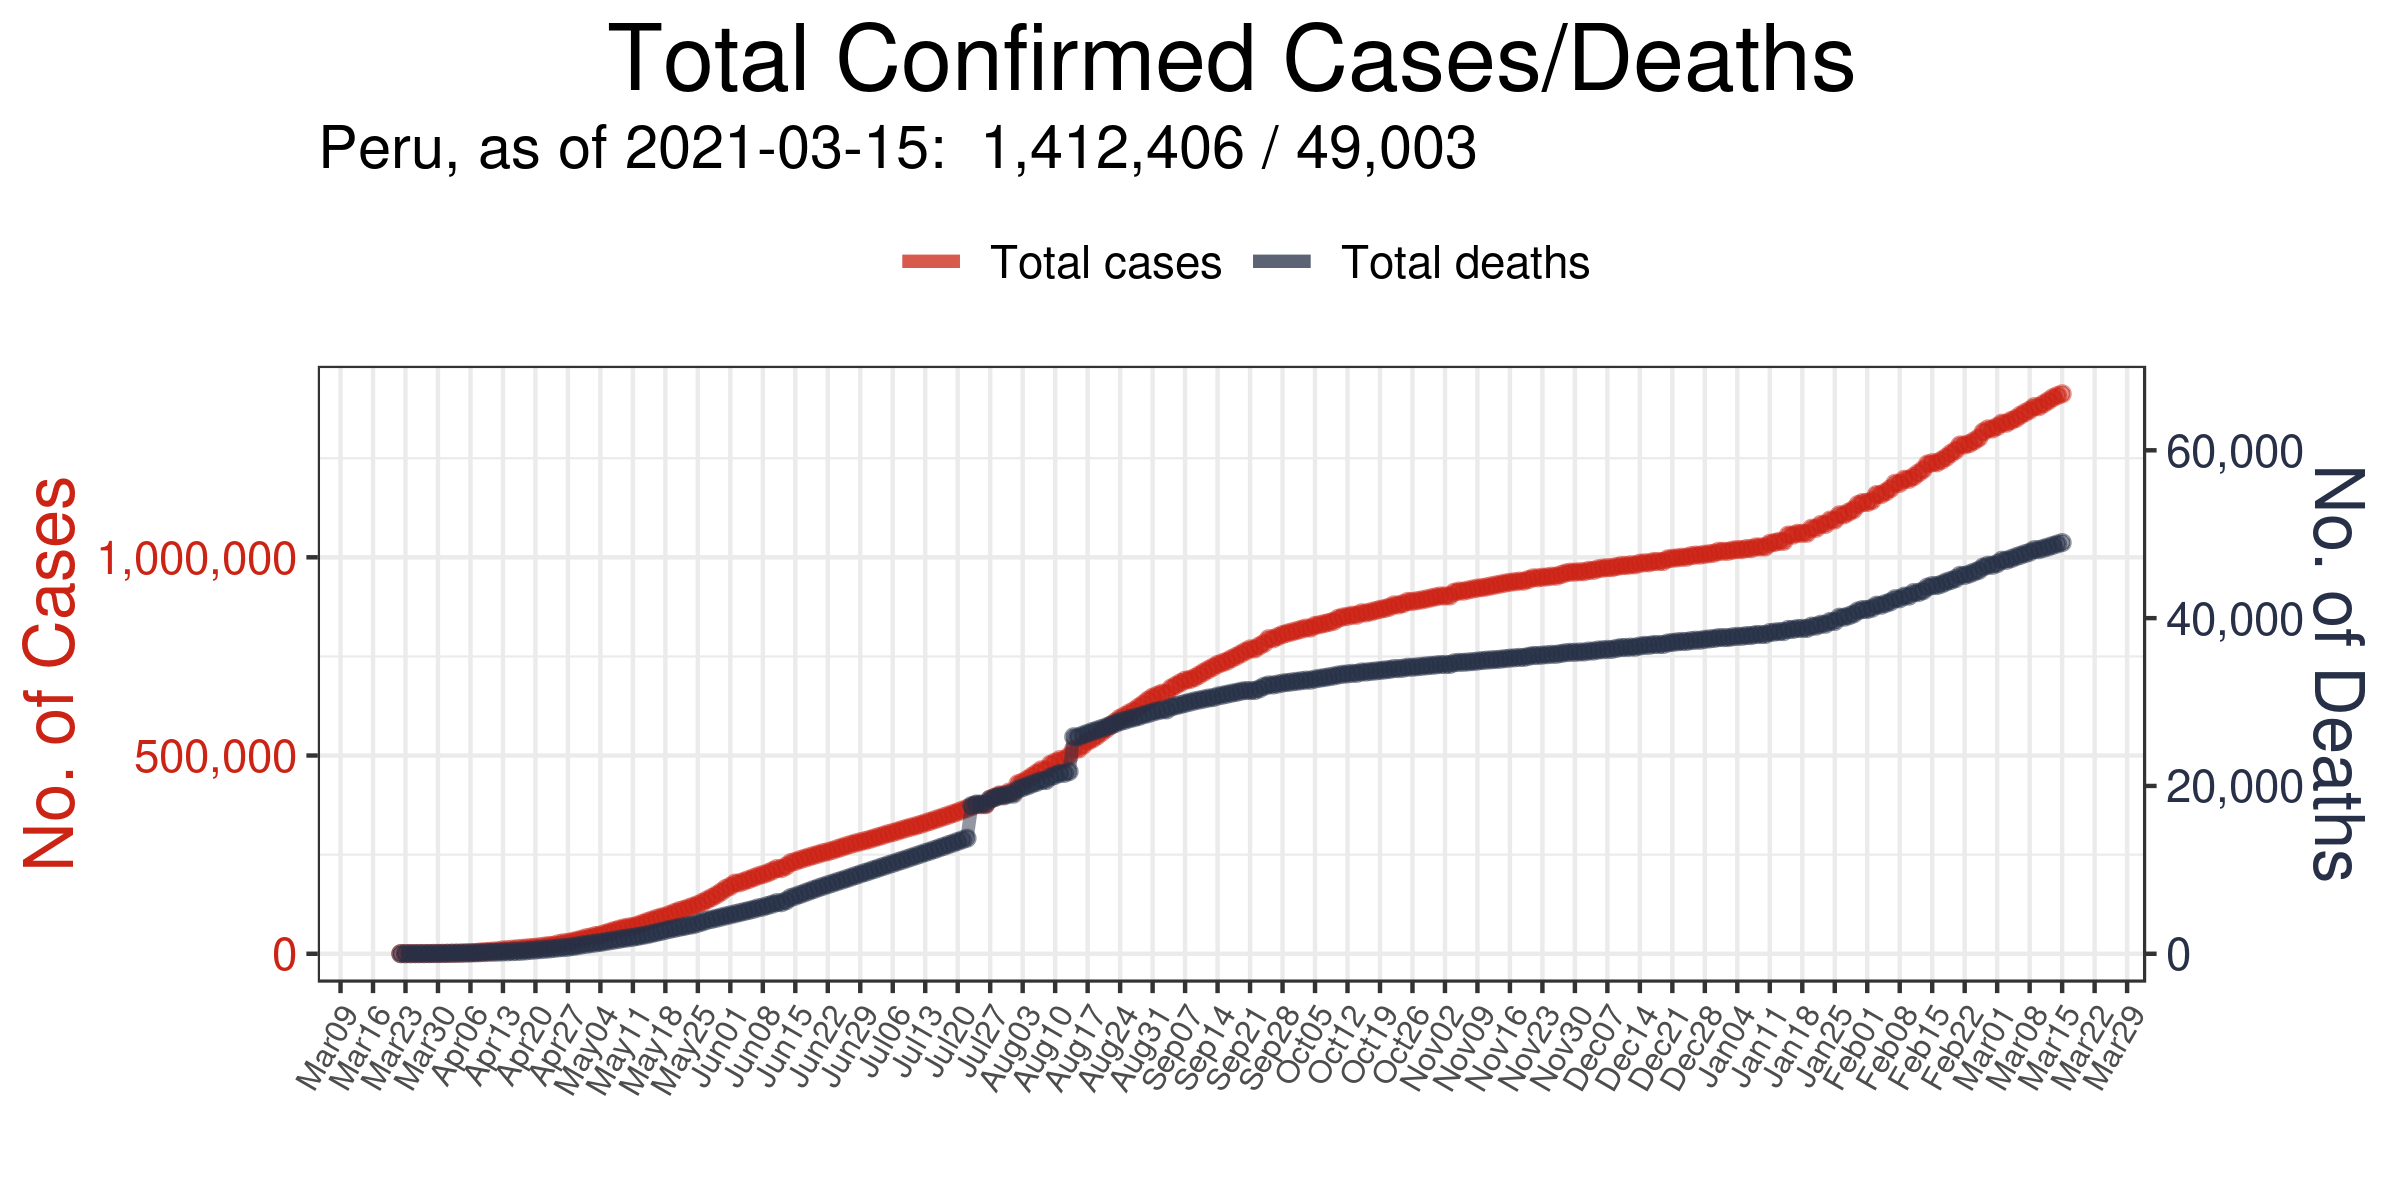 Total Confirmed Cases/Deaths
Peru, as of 2021-03-15:  1,412,406 / 49,003
Total cases
Total deaths
No. of Cases
1,000,000
500,000
0
60,000
40,000
20,000
0
No. of Deaths
Mar09
Mar16
Mar23
Mar30
Apr06
Apr13
Apr20
Apr27
May04
May11
May18
May25
Jun01
Jun08
Jun15
Jun22
Jun29
Jul06
Jul13
Jul20
Jul27
Aug03
Aug10
Aug17
Aug24
Aug31
Sep07
Sep14
Sep21
Sep28
Oct05
Oct12
Oct19
Oct26
Nov02
Nov09
Nov16
Nov23
Nov30
Dec07
Dec14
Dec21
Dec28
Jan04
Jan11
Jan18
Jan25
Feb01
Feb08
Feb15
Feb22
Mar01
Mar08
Mar15
Mar22
Mar29